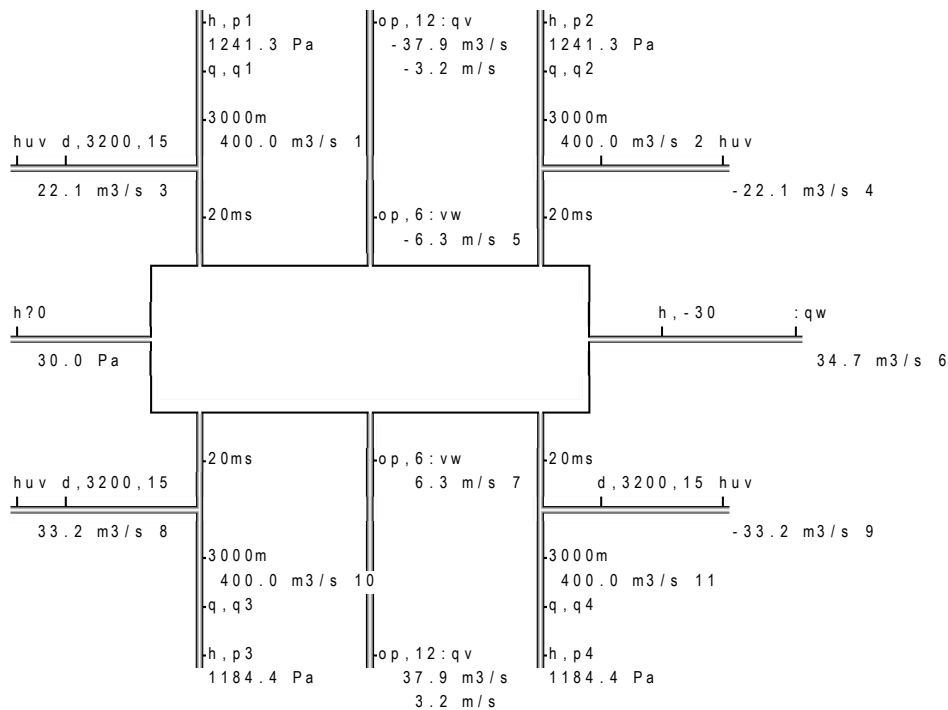 h,p1 op,12:qv h,p2
1241.3 Pa -37.9 m3/s 1241.3 Pa
q,q1 -3.2 m/s q,q2
3000m 3000m
huv d,3200,15 400.0 m3/s 1 400.0 m3/s 2 huv
22.1 m3/s 3 -22.1 m3/s 4
20ms op,6:vw 20ms
-6.3 m/s 5
h?0 h,-30 :qw
30.0 Pa 34.7 m3/s 6
20ms op,6:vw 20ms
huv d,3200,15 6.3 m/s 7 d,3200,15 huv
33.2 m3/s 8 -33.2 m3/s 9
3000m 3000m
400.0 m3/s 10 400.0 m3/s 11
q,q3 q,q4
h,p3 op,12:qv h,p4
1184.4 Pa 37.9 m3/s 1184.4 Pa
3.2 m/s